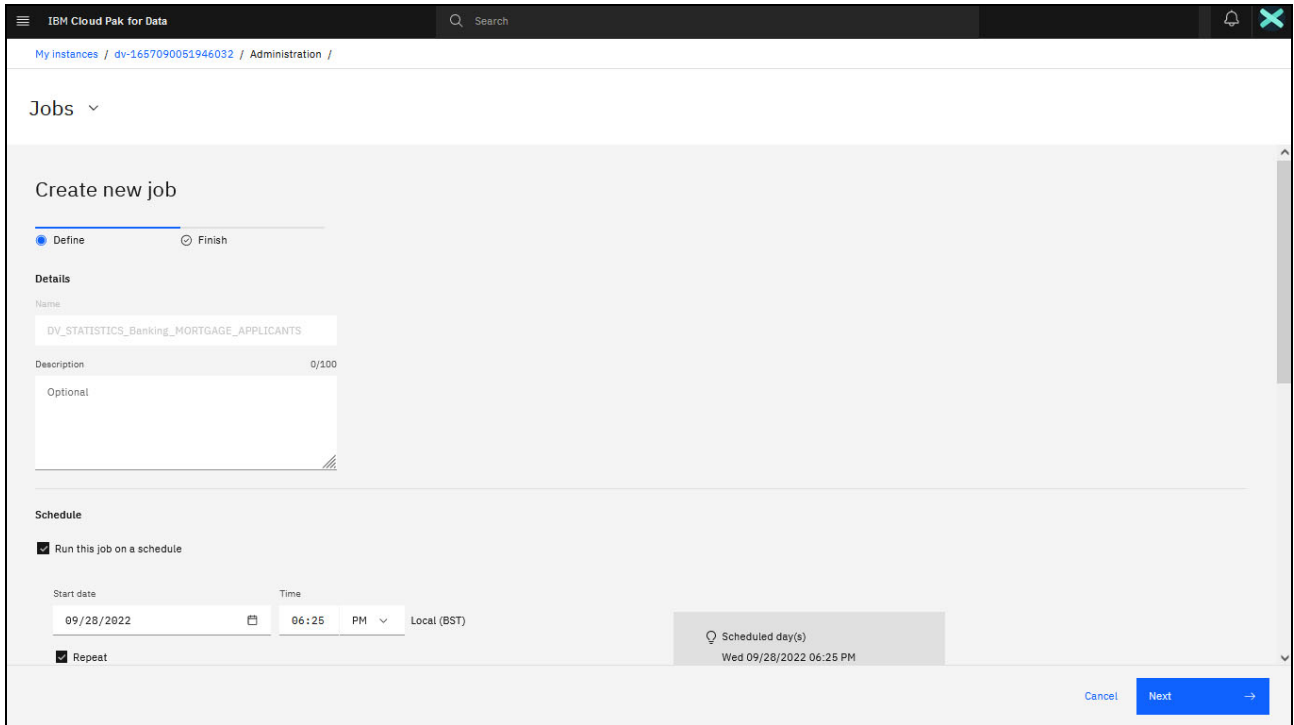 IBM Cloud Pak for Data
Search
My instances / dv-1657090051946032 / Administration /
Jobs
Create new job
Define Finish
Details
Name
DV_STATISTICS_Banking_MORTGAGE_APPLICANTS
Description 0/100
Optional
Schedule
Run this job on a schedule
Start date Time
09/28/2022 06:25 PM Local (BST)
Repeat
Scheduled day(s)
Wed 09/28/2022 06:25 PM
Cancel Next